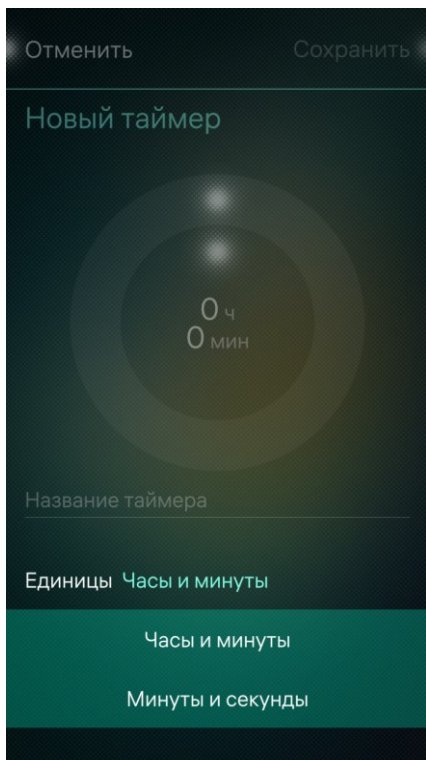 Отменить Сохранить
Новый таймер
0 ч
0 мин
Название таймера
Единицы Часы и минуты
Часы и минуты
Минуты и секунды